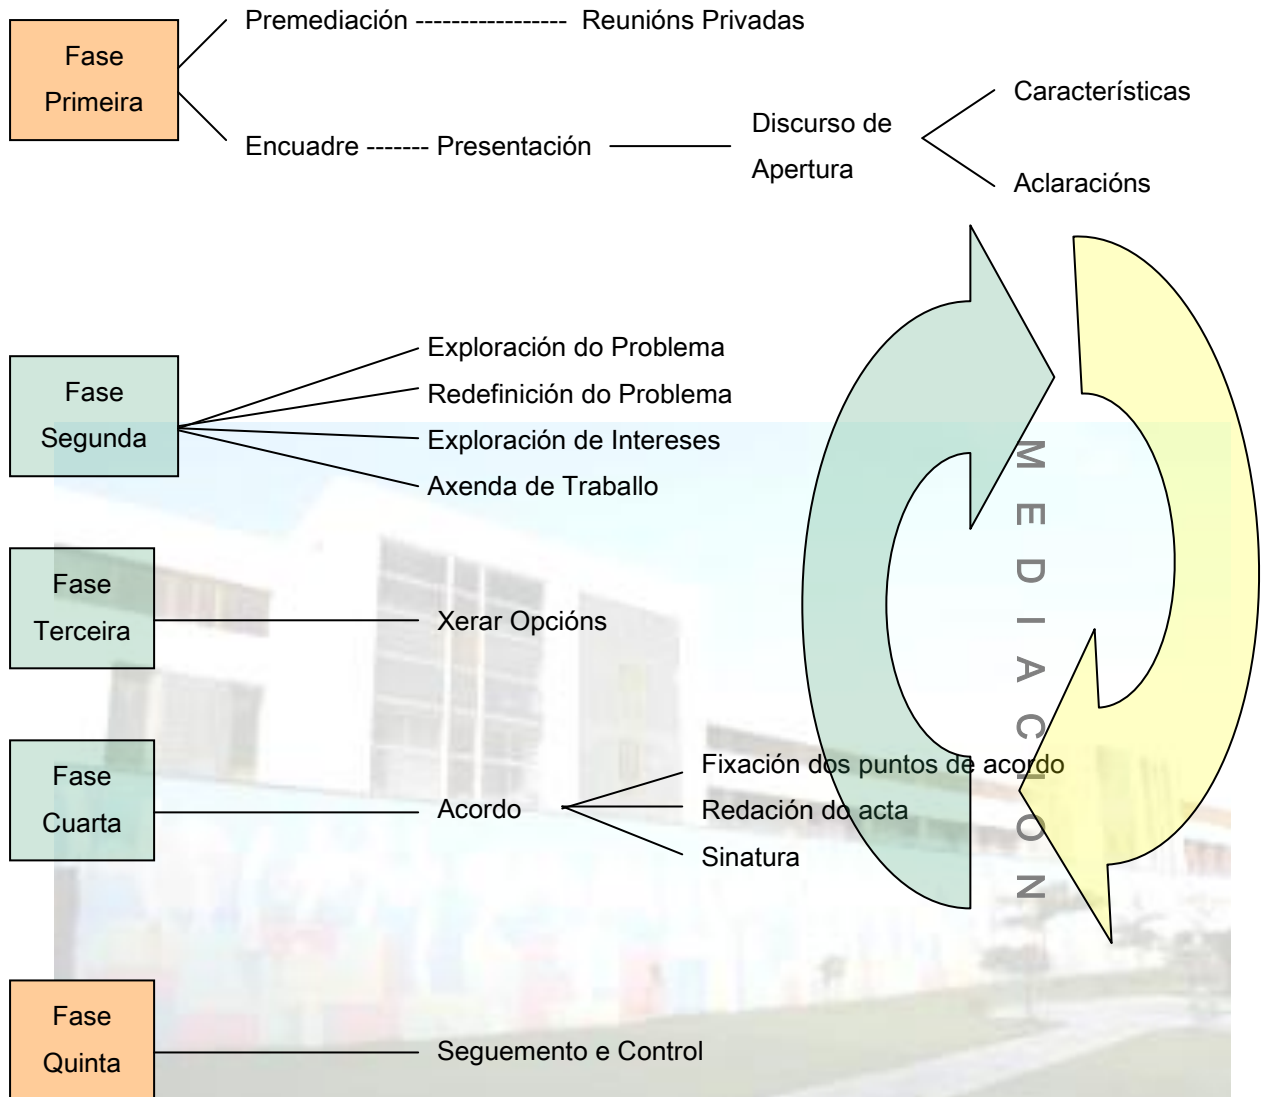 Fase
Primeira
Premediación ----------------- Reunións Privadas
Encuadre ------- Presentación
Discurso de
Apertura
Características
Aclaracións
Fase
Segunda
Exploración do Problema
Redefinición do Problema
Exploración de Intereses
Axenda de Traballo
Fase
Terceira
Xerar Opcións
Fase
Cuarta
Acordo
Fixación dos puntos de acordo
Redación do acta
Sinatura
Fase
Quinta
Seguemento e Control
M E D I A C I O N